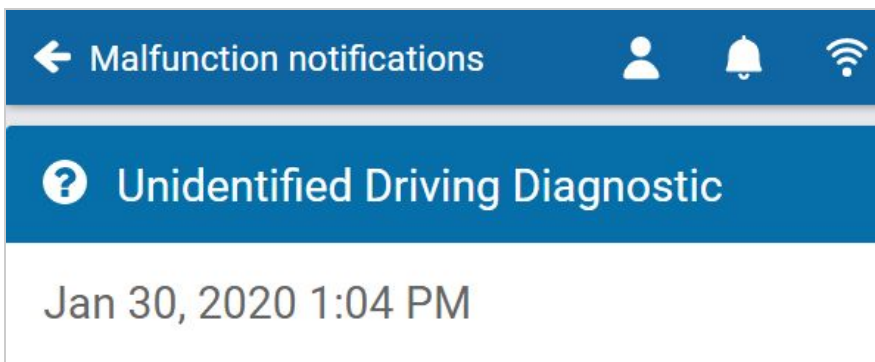 Malfunction notifications
Unidentified Driving Diagnostic
Jan 30, 2020 1:04 PM